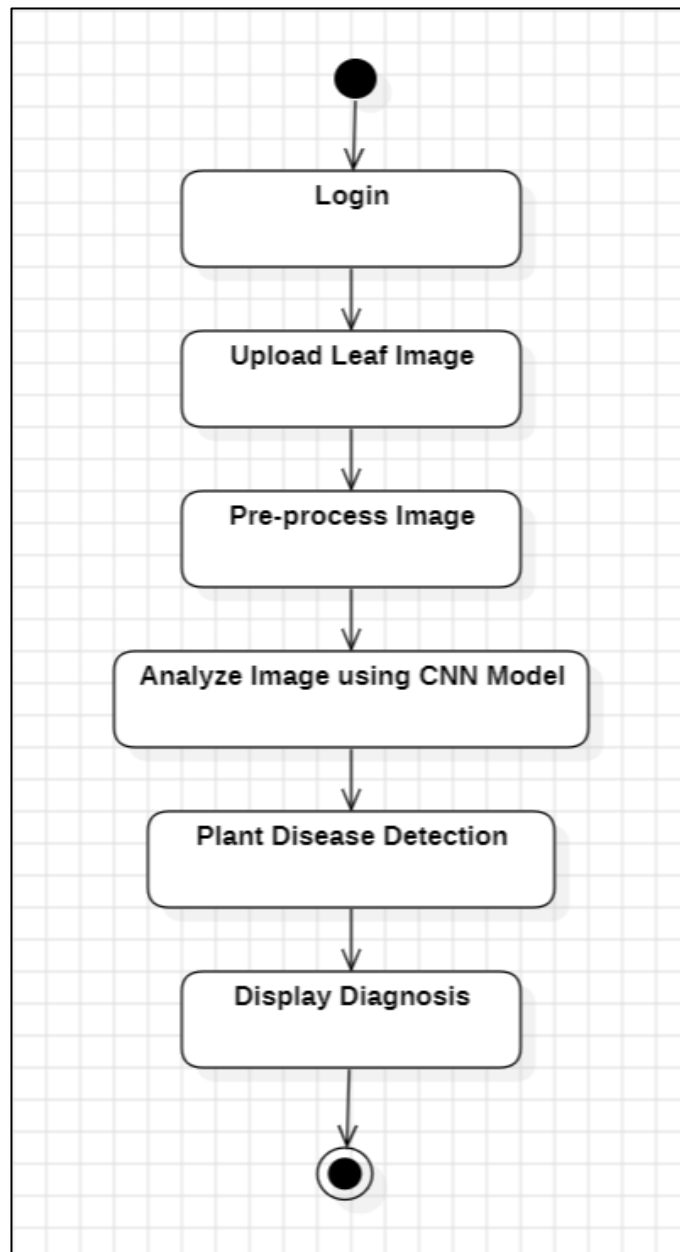 Login
Upload Leaf Image
Pre-process Image
Analyze Image using CNN Model
Plant Disease Detection
Display Diagnosis